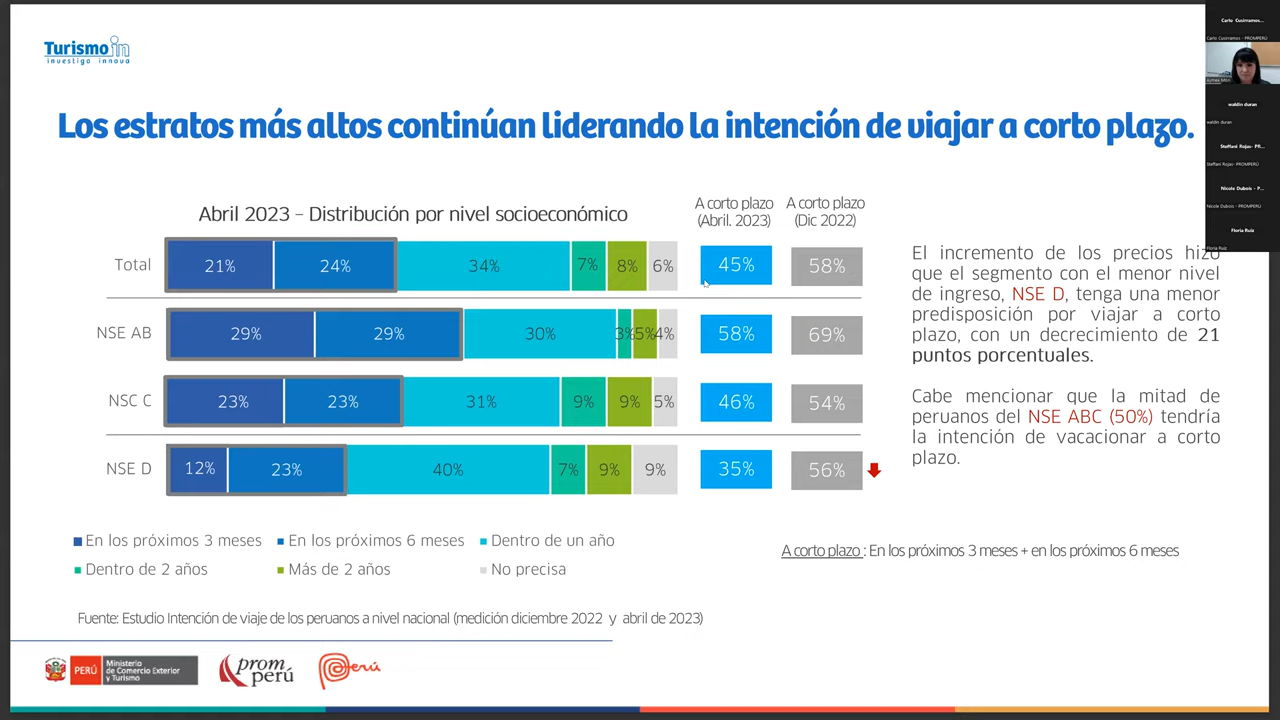 Turismo in
investiga innova
Los estratos más altos continúan liderando la intención de viajar a corto plazo.
Abril 2023 – Distribución por nivel socioeconómico
A corto plazo
(Abril. 2023)
A corto plazo
(Dic 2022)
Total 21% 24% 34% 7% 8% 6% 45% 58%
NSE AB 29% 29% 30% 3% 5% 4% 58% 69%
NSC C 23% 23% 31% 9% 9% 5% 46% 54%
NSE D 12% 23% 40% 7% 9% 9% 35% 56%
En los próximos 3 meses En los próximos 6 meses Dentro de un año
Dentro de 2 años Más de 2 años No precisa
El incremento de los precios hizo
que el segmento con el menor nivel
de ingreso, NSE D, tenga una menor
predisposición por viajar a corto
plazo, con un decrecimiento de 21
puntos porcentuales.
Cabe mencionar que la mitad de
peruanos del NSE ABC (50%) tendría
la intención de vacacionar a corto
plazo.
A corto plazo : En los próximos 3 meses + en los próximos 6 meses
Fuente: Estudio Intención de viaje de los peruanos a nivel nacional (medición diciembre 2022 y abril de 2023)
PERÚ
Ministerio
de Comercio Exterior
y Turismo
prom
perú
Perú
Carlo Cusirramos...
Carlo Cusirramos - PROMPERÚ
waldin duran
waldin duran
Steffani Rojas- PR...
Steffani Rojas- PROMPERÚ
Nicole Dubois - P...
Nicole Dubois - PROMPERÚ
Floria Ruiz
Floria Ruiz